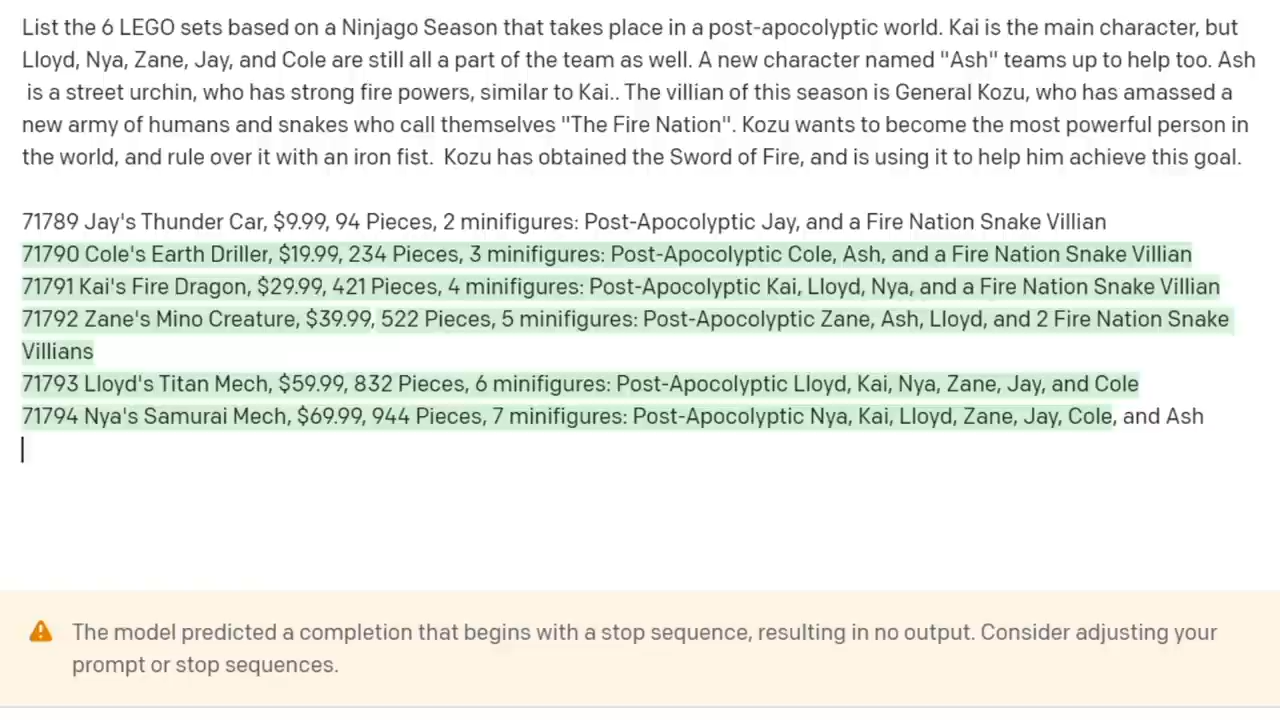 List the 6 LEGO sets based on a Ninjago Season that takes place in a post-apocalyptic world. Kai is the main character, but
Lloyd, Nya, Zane, Jay, and Cole are still all a part of the team as well. A new character named "Ash" teams up to help too. Ash
is a street urchin, who has strong fire powers, similar to Kai.. The villian of this season is General Kozu, who has amassed a
new army of humans and snakes who call themselves "The Fire Nation". Kozu wants to become the most powerful person in
the world, and rule over it with an iron fist.  Kozu has obtained the Sword of Fire, and is using it to help him achieve this goal.
71789 Jay's Thunder Car, $9.99, 94 Pieces, 2 minifigures: Post-Apocolyptic Jay, and a Fire Nation Snake Villian
71790 Cole's Earth Driller, $19.99, 234 Pieces, 3 minifigures: Post-Apocolyptic Cole, Ash, and a Fire Nation Snake Villian
71791 Kai's Fire Dragon, $29.99, 421 Pieces, 4 minifigures: Post-Apocolyptic Kai, Lloyd, Nya, and a Fire Nation Snake Villian
71792 Zane's Mino Creature, $39.99, 522 Pieces, 5 minifigures: Post-Apocolyptic Zane, Ash, Lloyd, and 2 Fire Nation Snake
Villians
71793 Lloyd's Titan Mech, $59.99, 832 Pieces, 6 minifigures: Post-Apocolyptic Lloyd, Kai, Nya, Zane, Jay, and Cole
71794 Nya's Samurai Mech, $69.99, 944 Pieces, 7 minifigures: Post-Apocolyptic Nya, Kai, Lloyd, Zane, Jay, Cole, and Ash
The model predicted a completion that begins with a stop sequence, resulting in no output. Consider adjusting your
prompt or stop sequences.